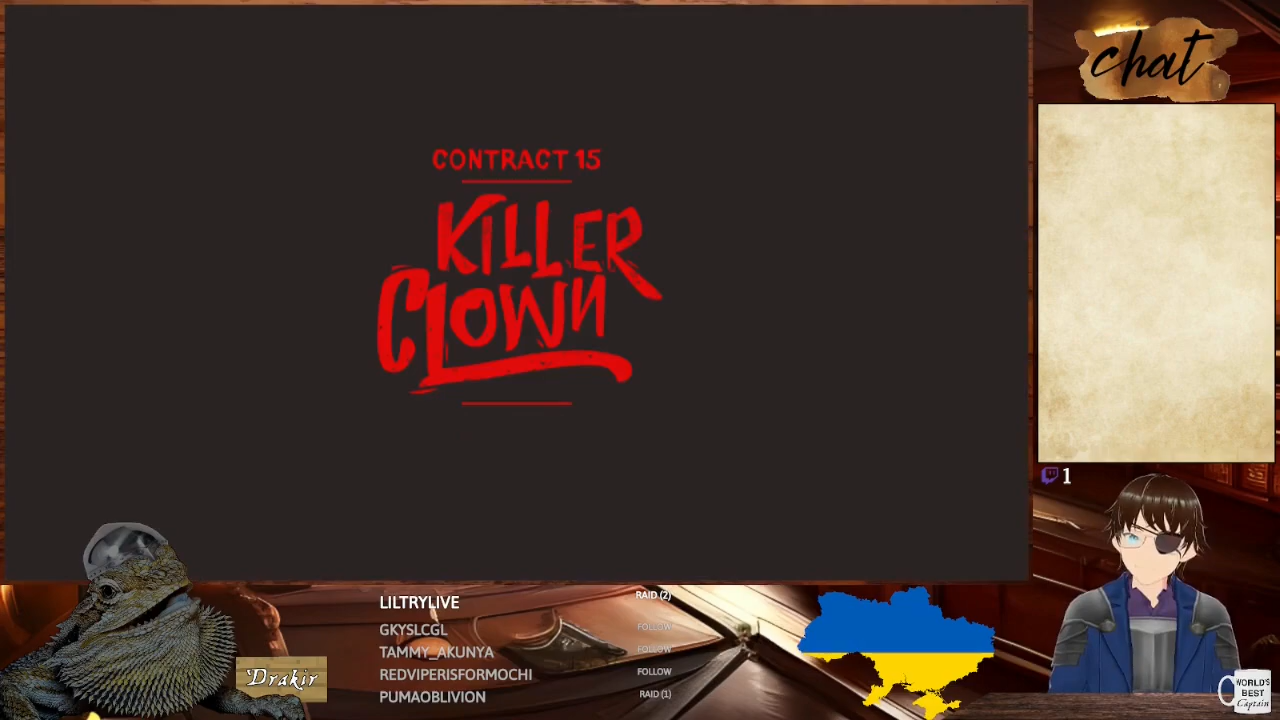 chat
CONTRACT 15
KILLER
CLOWN
1
LILTRYLIVE RAID (2)
GKYSLCGL FOLLOW
TAMMY_AKUNYA FOLLOW
REDVIPERISFORMOCHI FOLLOW
PUMAOBLIVION RAID (1)
Drakir
WORLD'S
BEST
Captain